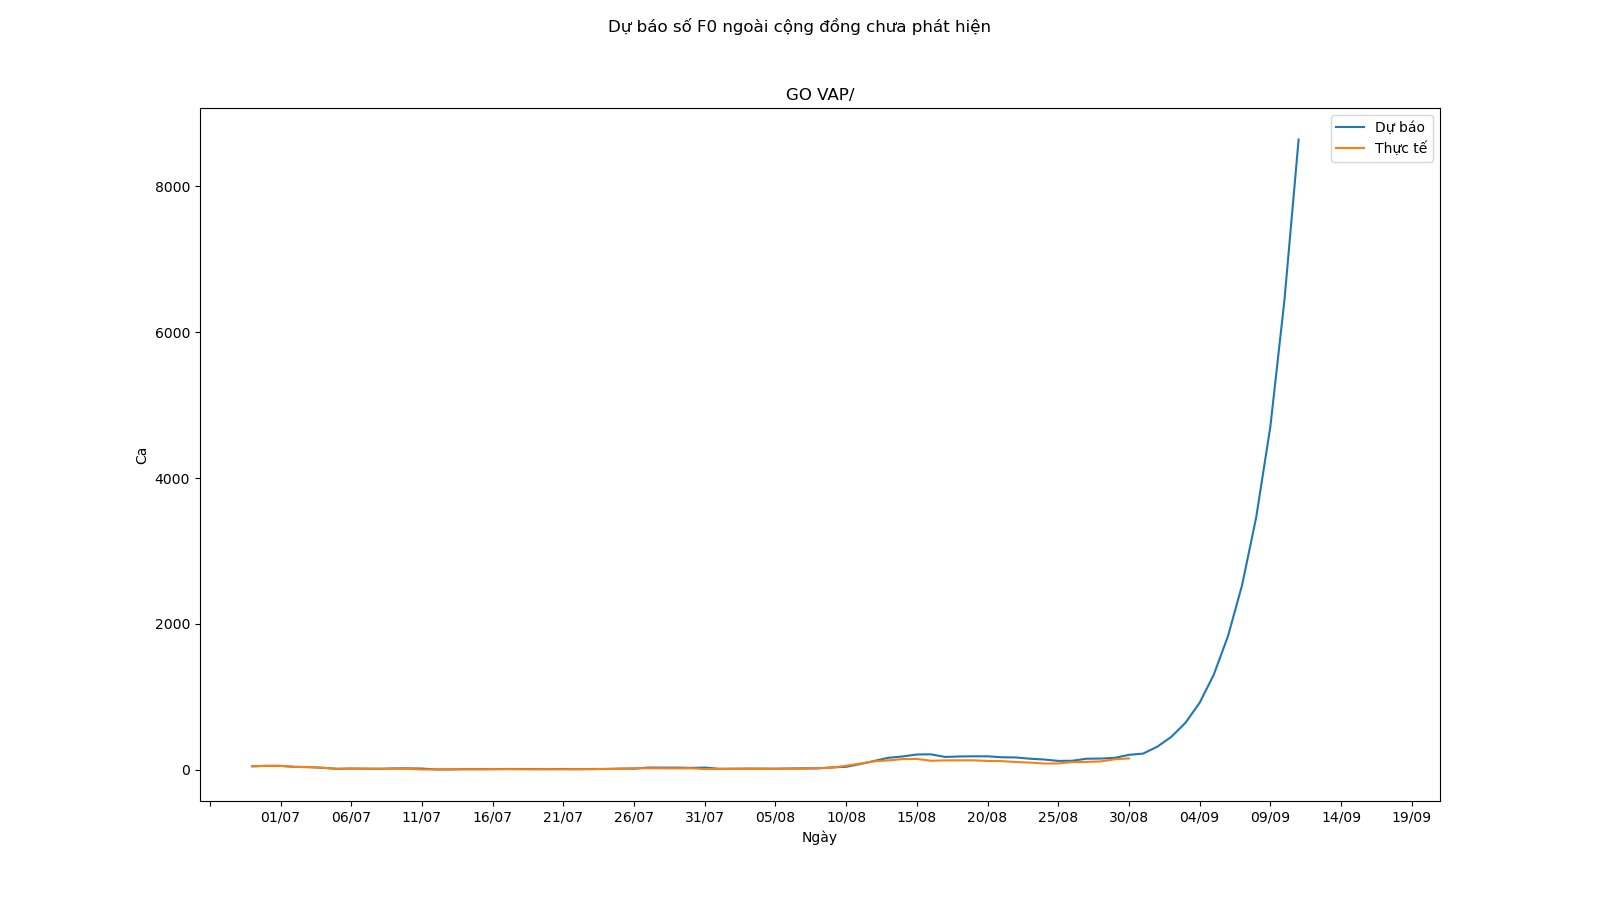 Dự báo số F0 ngoài cộng đồng chưa phát hiện
GO VAP/
Dự báo
Thực tế
8000
6000
4000
2000
0
Ca
01/07 06/07 11/07 16/07 21/07 26/07 31/07 05/08 10/08 15/08 20/08 25/08 30/08 04/09 09/09 14/09 19/09
Ngày